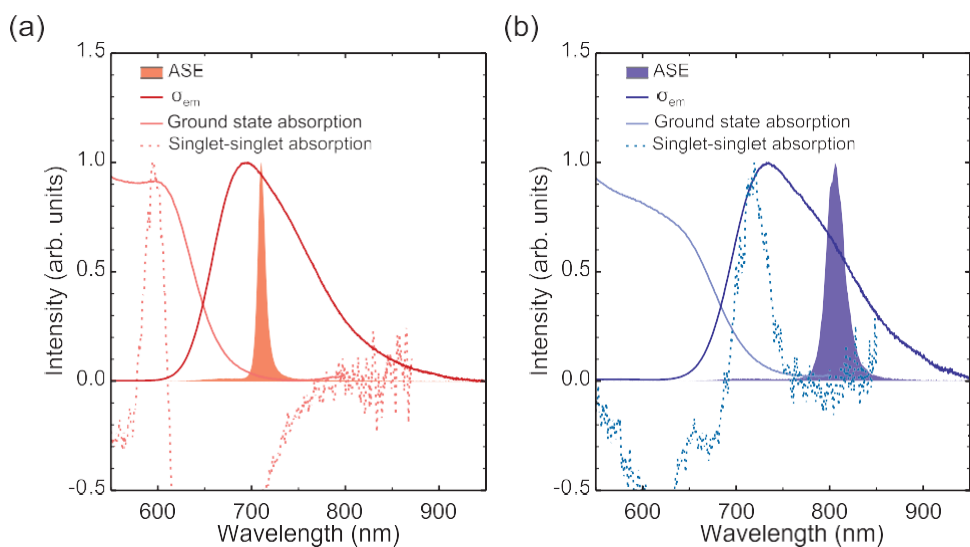 (a)
1.5
ASE
σem
Ground state absorption
Singlet-singlet absorption
1.0
0.5
0.0
-0.5
Intensity (arb. units)
600
700
800
900
Wavelength (nm)
(b)
1.5
ASE
σem
Ground state absorption
Singlet-singlet absorption
1.0
0.5
0.0
-0.5
Intensity (arb. units)
600
700
800
900
Wavelength (nm)